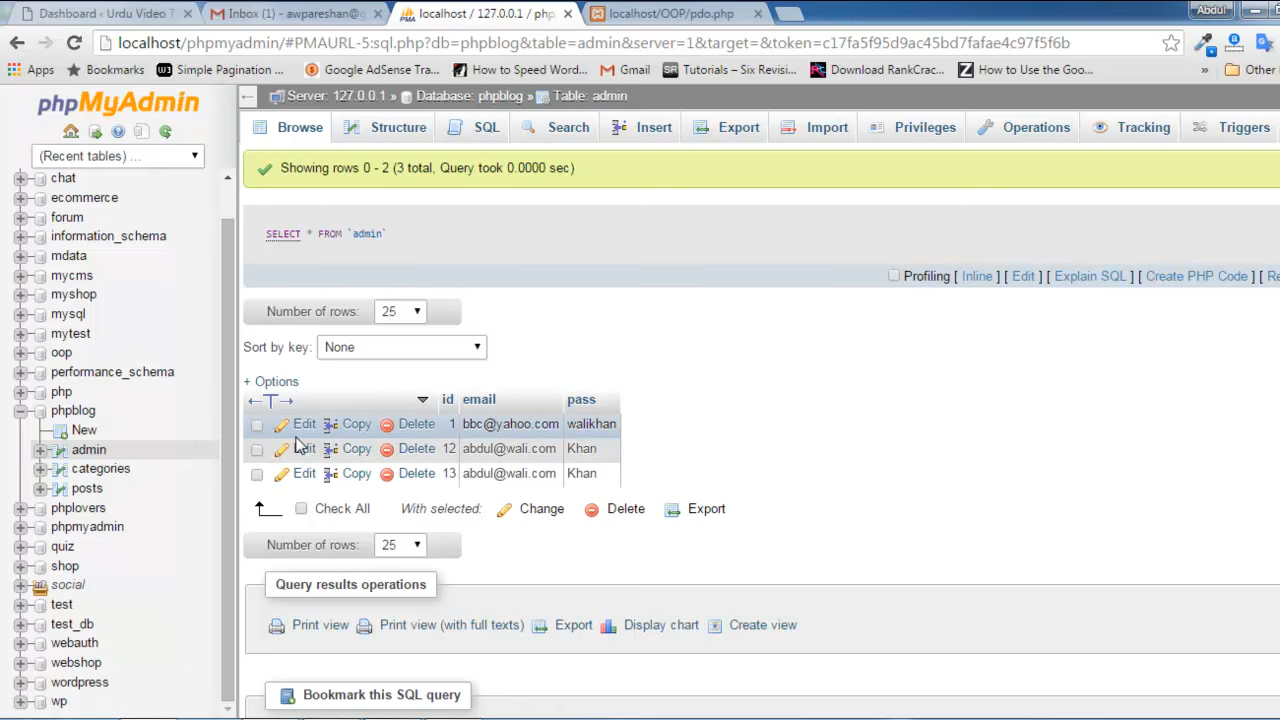 Dashboard ‹ Urdu Video T
Inbox (1) - awpareshan@g
localhost / 127.0.0.1 / php
localhost/OOP/pdo.php
Abdul
localhost/phpmyadmin/#PMAURL-5:sql.php?db=phpblog&table=admin&server=1&target=&token=c17fa5f95d9ac45bd7fafae4c97f5f6b
Apps
Bookmarks
Simple Pagination ...
Google AdSense Tra...
How to Speed Word...
Gmail
Tutorials – Six Revisi...
Download RankCrac...
How to Use the Goo...
»
Other
phpMyAdmin
(Recent tables) ...
chat
ecommerce
forum
information_schema
mdata
mycms
myshop
mysql
mytest
oop
performance_schema
php
phpblog
New
admin
categories
posts
phplovers
phpmyadmin
quiz
shop
social
test
test_db
webauth
webshop
wordpress
wp
Server: 127.0.0.1 » Database: phpblog » Table: admin
Browse Structure SQL Search Insert Export Import Privileges Operations Tracking Triggers
Showing rows 0 - 2 (3 total, Query took 0.0000 sec)
SELECT * FROM `admin`
Profiling [ Inline ] [ Edit ] [ Explain SQL ] [ Create PHP Code ] [ Re
Number of rows: 25
Sort by key: None
+ Options
id email pass
Edit Copy Delete 1 bbc@yahoo.com walikhan
Edit Copy Delete 12 abdul@wali.com Khan
Edit Copy Delete 13 abdul@wali.com Khan
Check All With selected: Change Delete Export
Number of rows: 25
Query results operations
Print view Print view (with full texts) Export Display chart Create view
Bookmark this SQL query